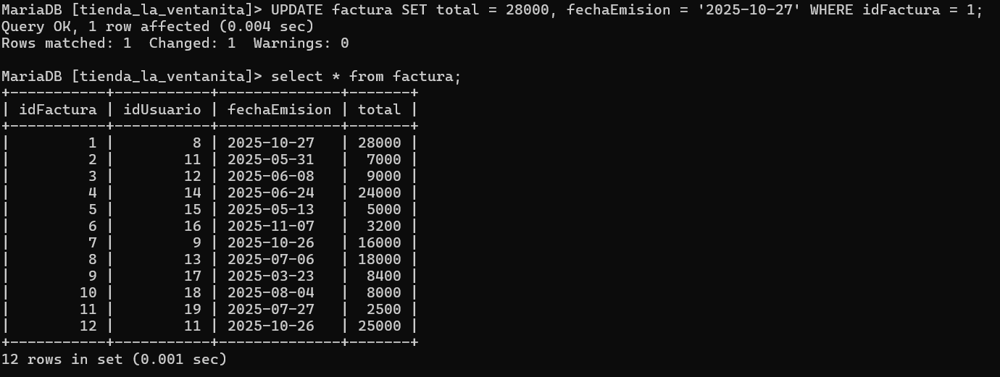 MariaDB [tienda_la_ventanita]> UPDATE factura SET total = 28000, fechaEmision = '2025-10-27' WHERE idFactura = 1;
Query OK, 1 row affected (0.004 sec)
Rows matched: 1  Changed: 1  Warnings: 0

MariaDB [tienda_la_ventanita]> select * from factura;
+-----------+-----------+--------------+-------+
| idFactura | idUsuario | fechaEmision | total |
+-----------+-----------+--------------+-------+
|         1 |         8 | 2025-10-27   | 28000 |
|         2 |        11 | 2025-05-31   |  7000 |
|         3 |        12 | 2025-06-08   |  9000 |
|         4 |        14 | 2025-06-24   | 24000 |
|         5 |        15 | 2025-05-13   |  5000 |
|         6 |        16 | 2025-11-07   |  3200 |
|         7 |         9 | 2025-10-26   | 16000 |
|         8 |        13 | 2025-07-06   | 18000 |
|         9 |        17 | 2025-03-23   |  8400 |
|        10 |        18 | 2025-08-04   |  8000 |
|        11 |        19 | 2025-07-27   |  2500 |
|        12 |        11 | 2025-10-26   | 25000 |
+-----------+-----------+--------------+-------+
12 rows in set (0.001 sec)